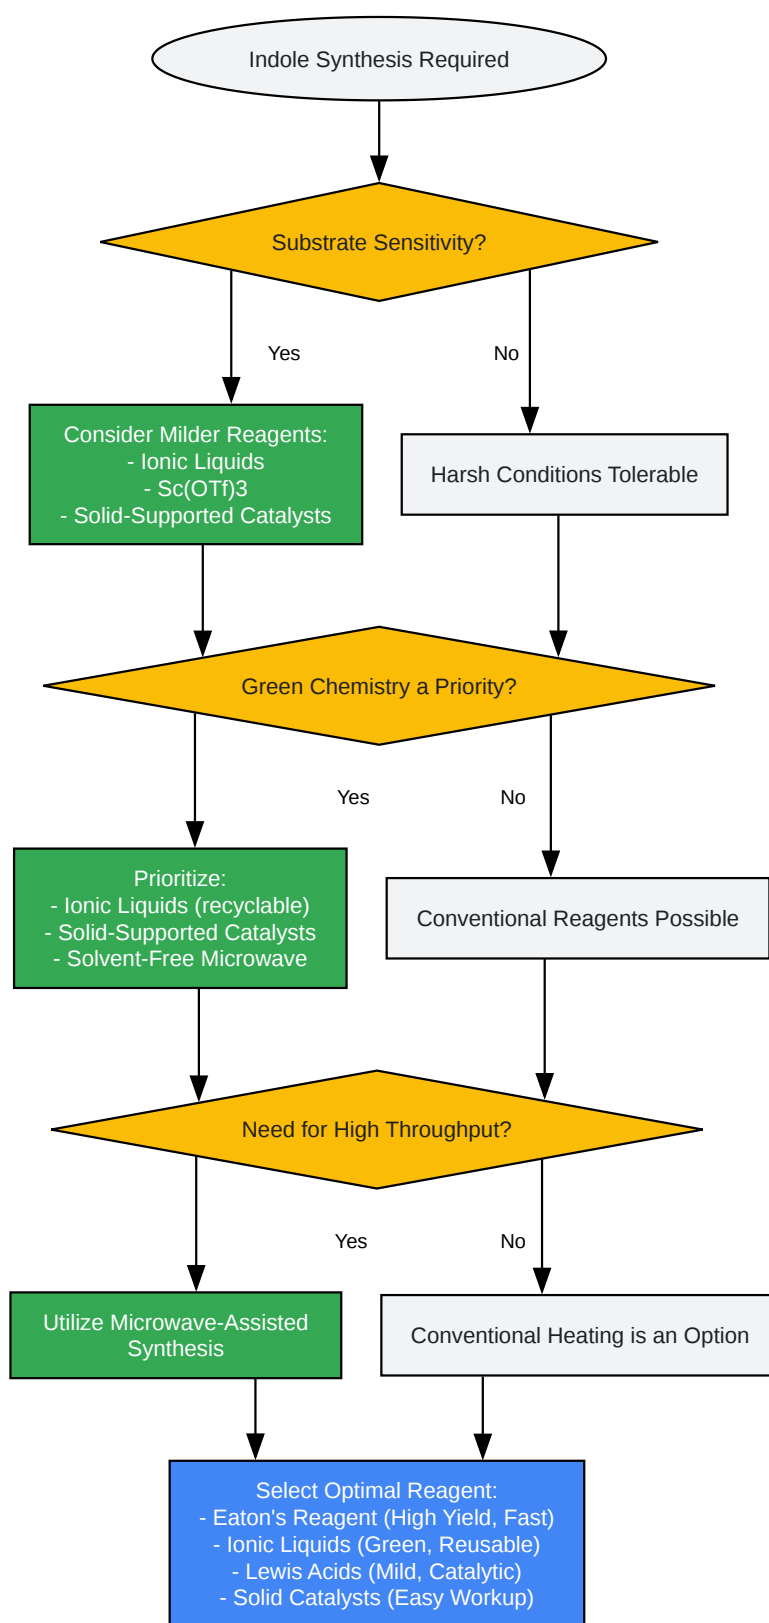 Indole Synthesis Required
Substrate Sensitivity?
Yes
No
Consider Milder Reagents:
- Ionic Liquids
- Sc(OTf)3
- Solid-Supported Catalysts
Harsh Conditions Tolerable
Green Chemistry a Priority?
Yes
No
Prioritize:
- Ionic Liquids (recyclable)
- Solid-Supported Catalysts
- Solvent-Free Microwave
Conventional Reagents Possible
Need for High Throughput?
Yes
No
Utilize Microwave-Assisted
Synthesis
Conventional Heating is an Option
Select Optimal Reagent:
- Eaton's Reagent (High Yield, Fast)
- Ionic Liquids (Green, Reusable)
- Lewis Acids (Mild, Catalytic)
- Solid Catalysts (Easy Workup)